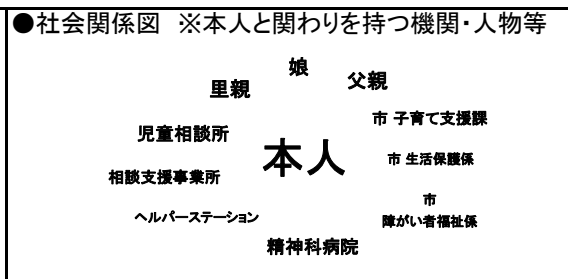 ●社会関係図 ※本人と関わりを持つ機関・人物等
娘
里親
父親
市 子育て支援課
児童相談所
本人
市 生活保護係
相談支援事業所
市
障がい者福祉係
ヘルパーステーション
精神科病院